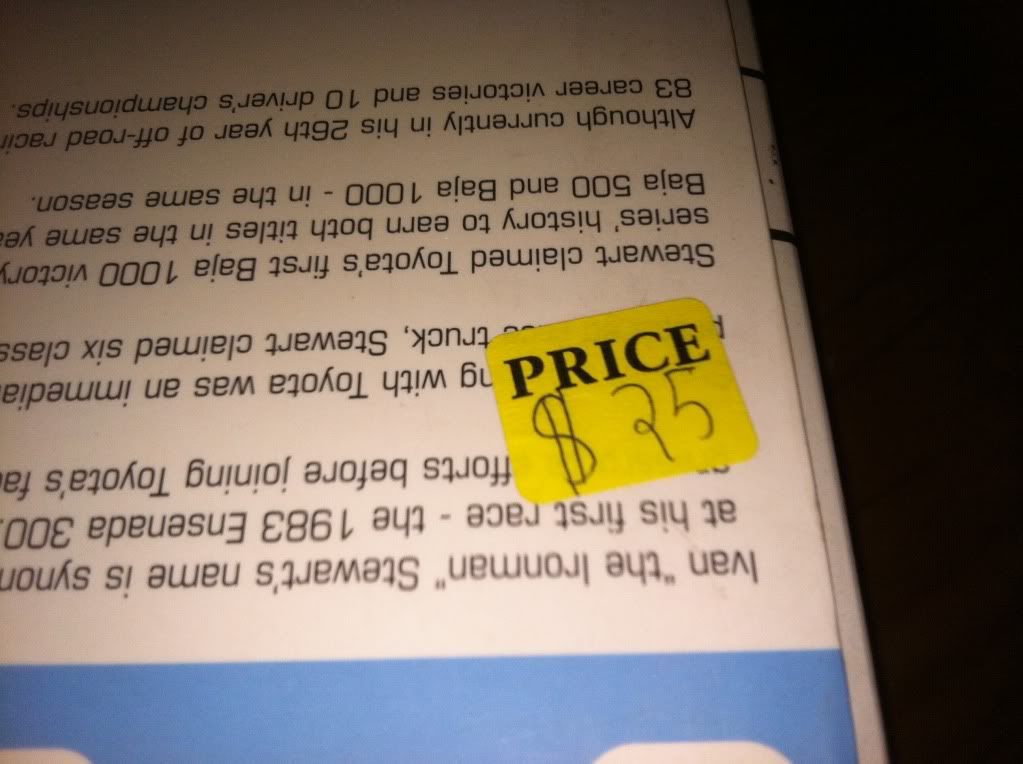 Ivan "the Ironman" Stewart's name is
at his first race - the 1983 Ensenada 300.
before joining Toyota's
with Toyota was an
truck, Stewart claimed six class
Stewart claimed Toyota's first Baja 1000 victory
series' history to earn both titles in the same
Baja 500 and Baja 1000 - in the same season.
Although currently in his 26th year of off-road
83 career victories and 10 driver's championships.
PRICE
$ 25